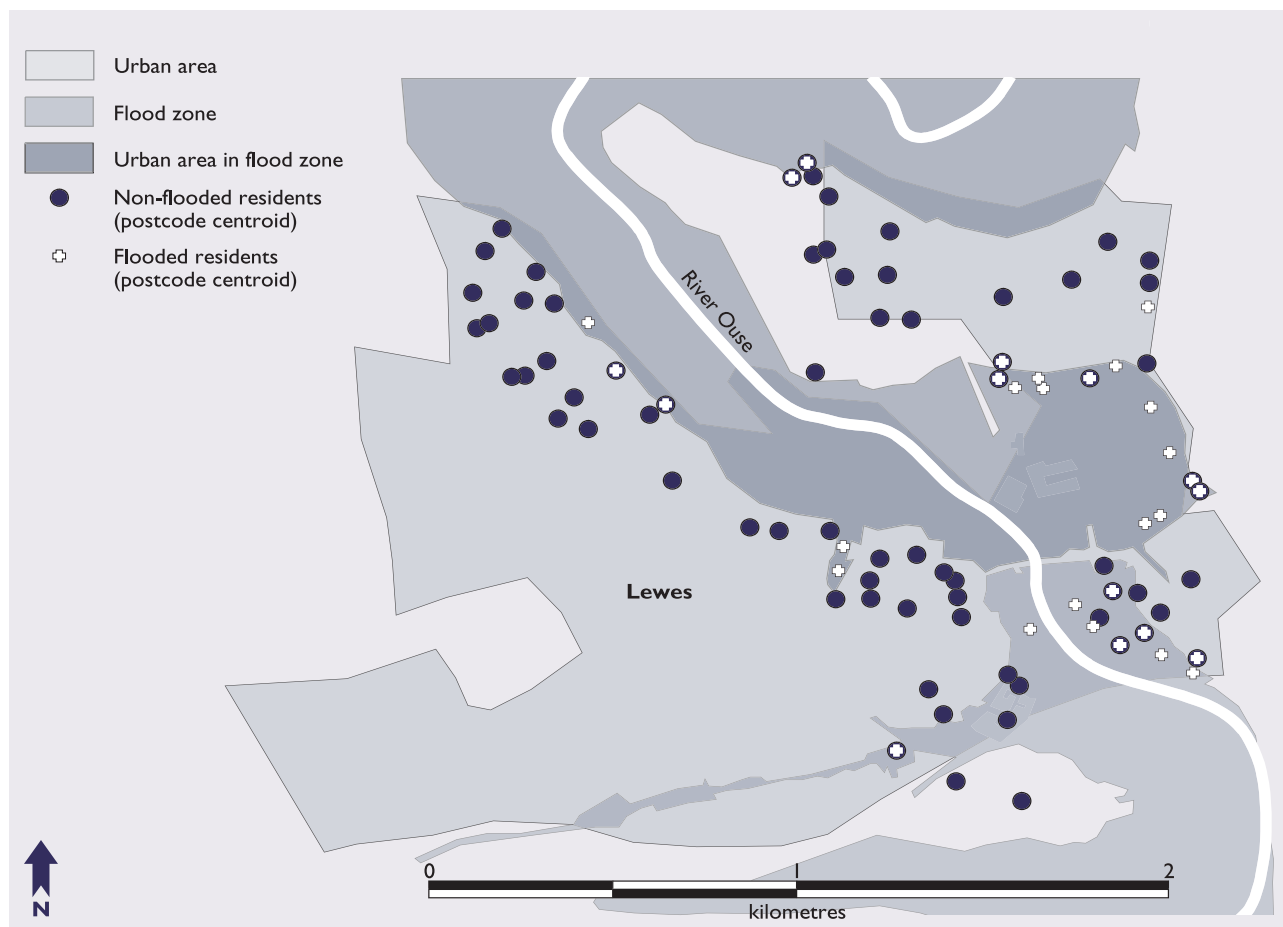 Urban area
Flood zone
Urban area in flood zone
Non-flooded residents
(postcode centroid)
Flooded residents
(postcode centroid)
River Ouse
Lewes
N
0 1 2
kilometres